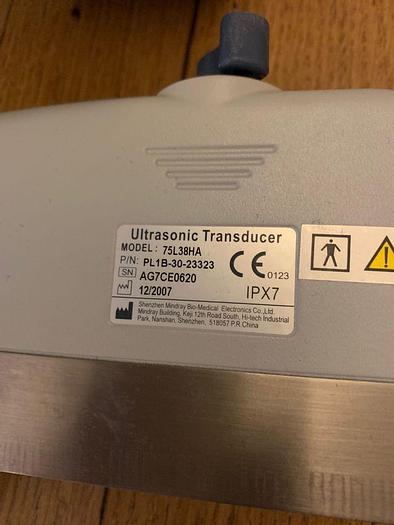 Ultrasonic Transducer
MODEL: 75L38HA
P/N: PL1B-30-23323
SN AG7CE0620
CE 0123
12/2007
IPX7
Shenzhen Mindray Bio-Medical Electronics Co.,Ltd.
Mindray Building, Keji 12th Road South, Hi-tech Industrial
Park, Nanshan, Shenzhen, 518057 P.R.China